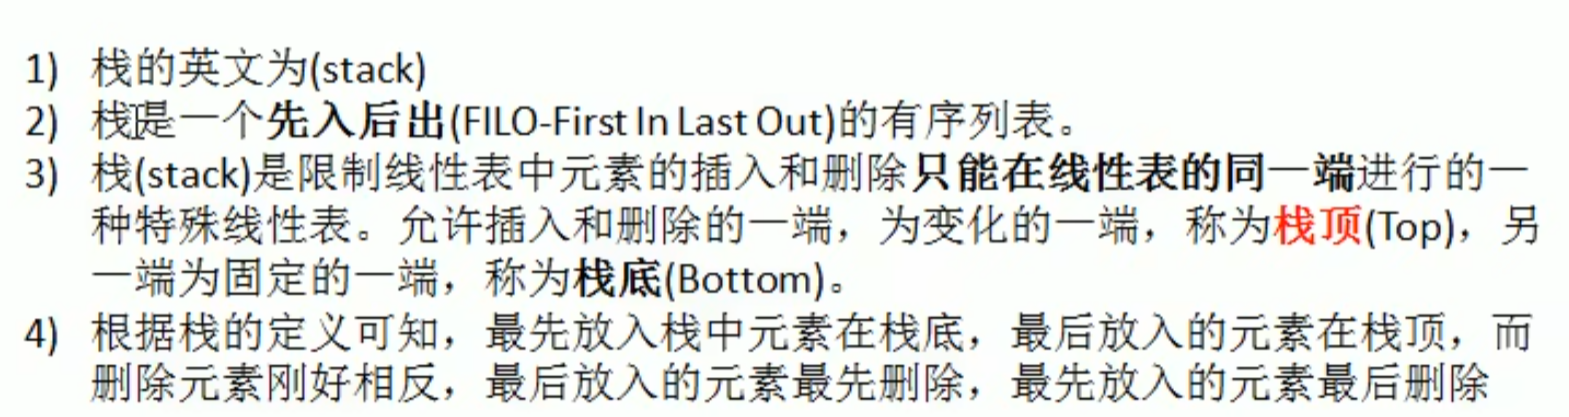 1) 栈的英文为(stack)
2) 栈是一个先入后出(FILO-First In Last Out)的有序列表。
3) 栈(stack)是限制线性表中元素的插入和删除只能在线性表的同一端进行的一
种特殊线性表。允许插入和删除的一端，为变化的一端，称为栈顶(Top)，另
一端为固定的一端，称为栈底(Bottom)。
4) 根据栈的定义可知，最先放入栈中元素在栈底，最后放入的元素在栈顶，而
删除元素刚好相反，最后放入的元素最先删除，最先放入的元素最后删除